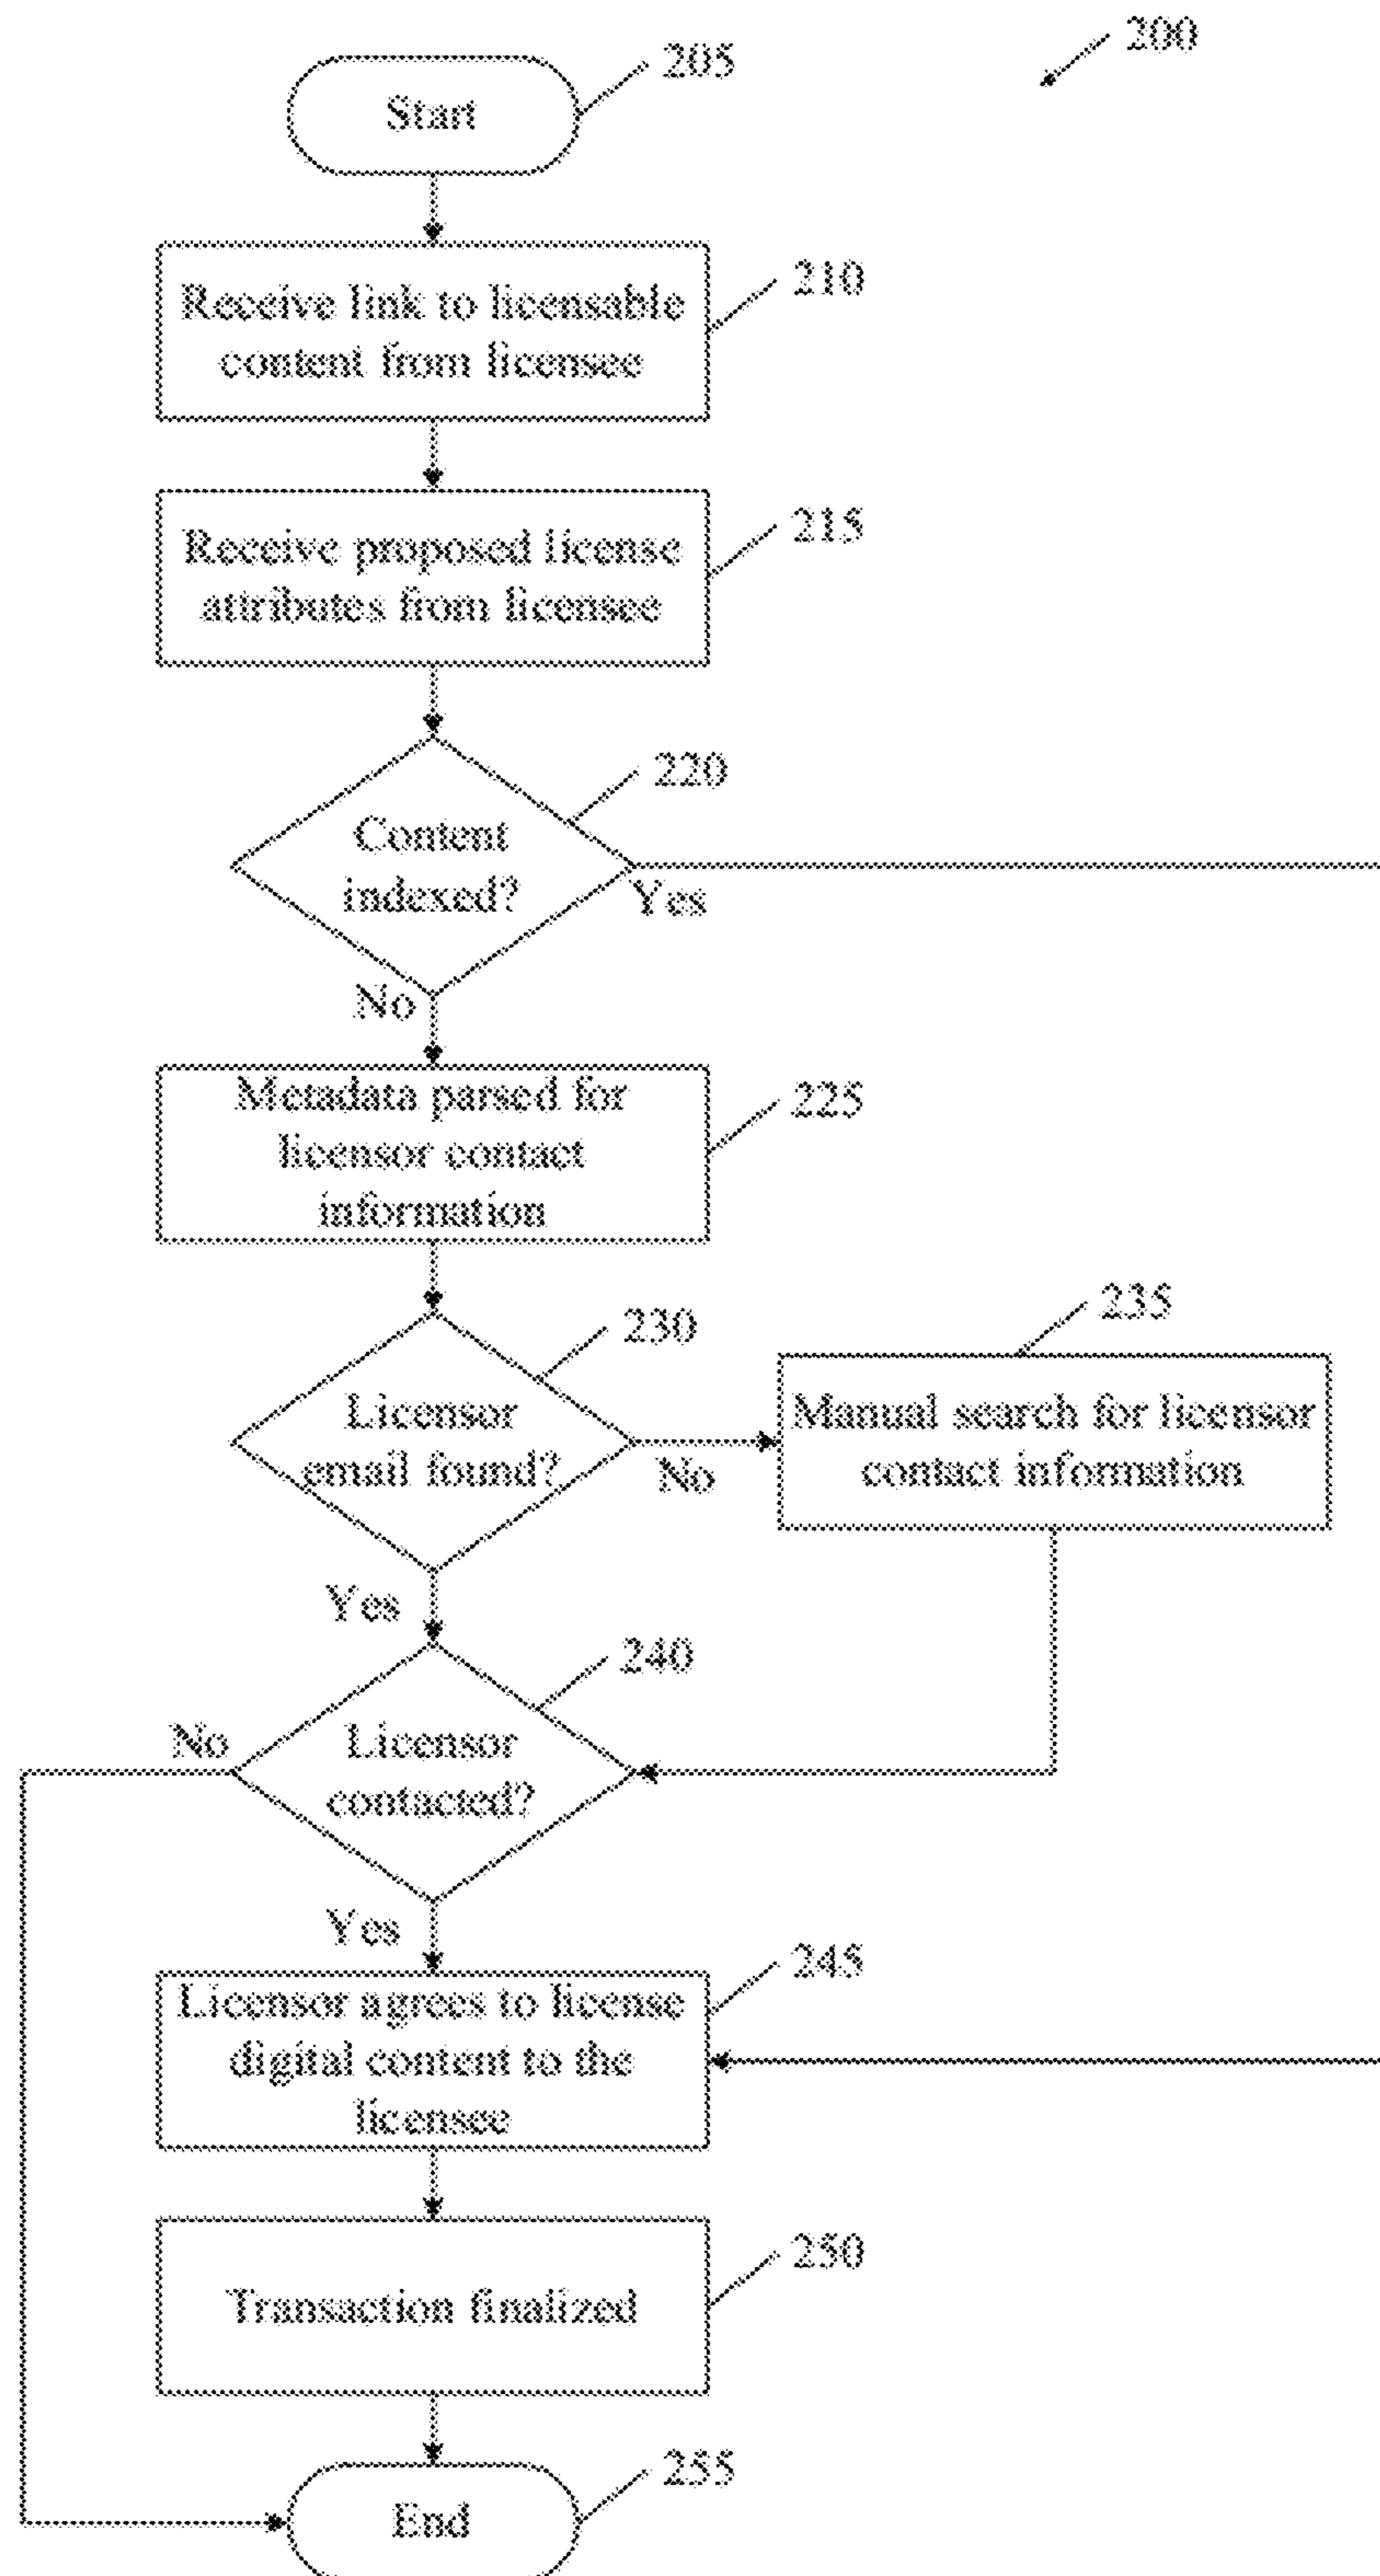 200
205
Start
210
Receive link to licensable
content from licensee
215
Receive proposed license
attributes from licensee
220
Content
indexed?
Yes
No
225
Metadata parsed for
licensor contact
information
230
Licensor
email found?
No
235
Manual search for licensor
contact information
Yes
240
Licensor
contacted?
No
Yes
245
Licensor agrees to license
digital content to the
licensee
250
Transaction finalized
255
End